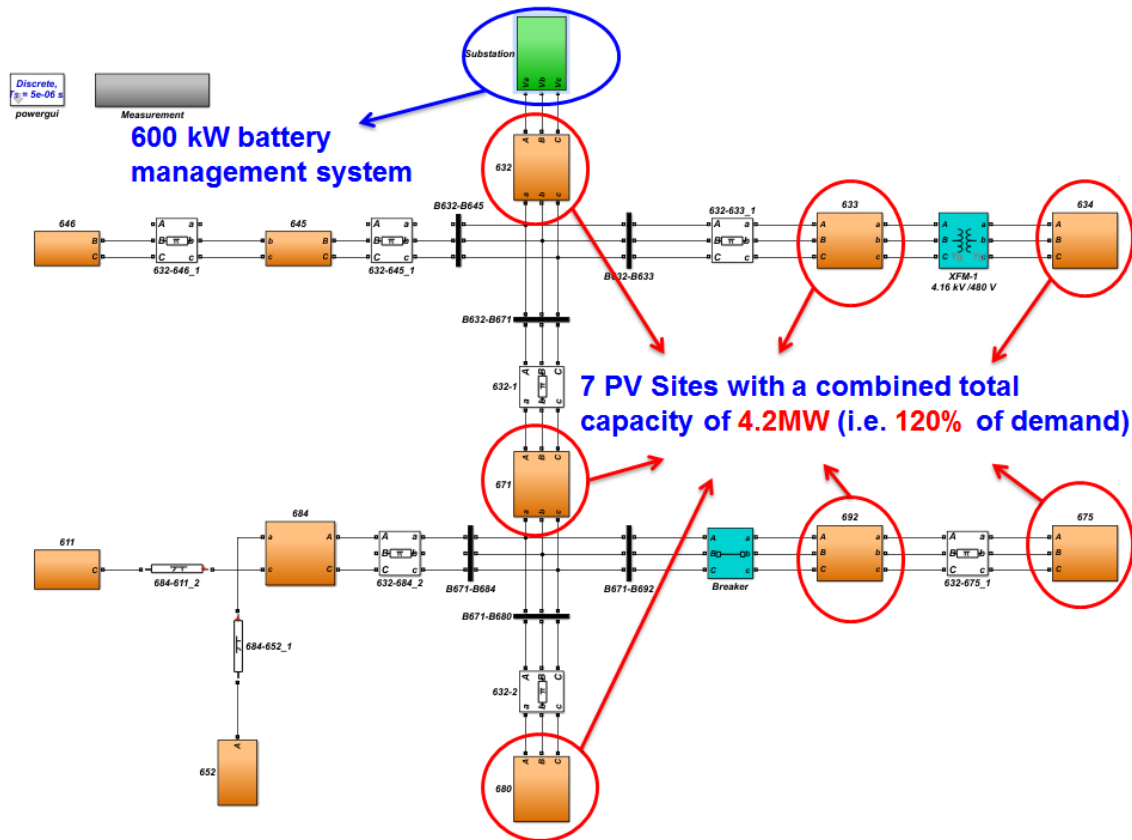 Substation
Va Vb Vc
Discrete,
Ts = 5e-06 s
powergui
Measurement
600 kW battery
management system
A B C
632
a b c
B632-B645
632-633_1
633
634
646
B
C
A a
B b
C c
632-646_1
645
b B
c C
A a
B b
C c
632-645_1
B632-B633
A a
B b
C c
A a
B b
C c
A a
B b
C c
XFM-1
4.16 kV /480 V
A a
B b
C c
B632-B671
A B C
632-1
a b c
7 PV Sites with a combined total
capacity of 4.2MW (i.e. 120% of demand)
A B C
671
a b c
611
C
684-611_2
684
a A
c C
A a
B b
C c
632-684_2
B671-B684
B671-B692
A a
B b
C c
Breaker
692
A a
B b
C c
A a
B b
C c
632-675_1
675
A a
B b
C c
B671-B680
684-652_1
A B C
632-2
a b c
A
652
A B C
680
a b c